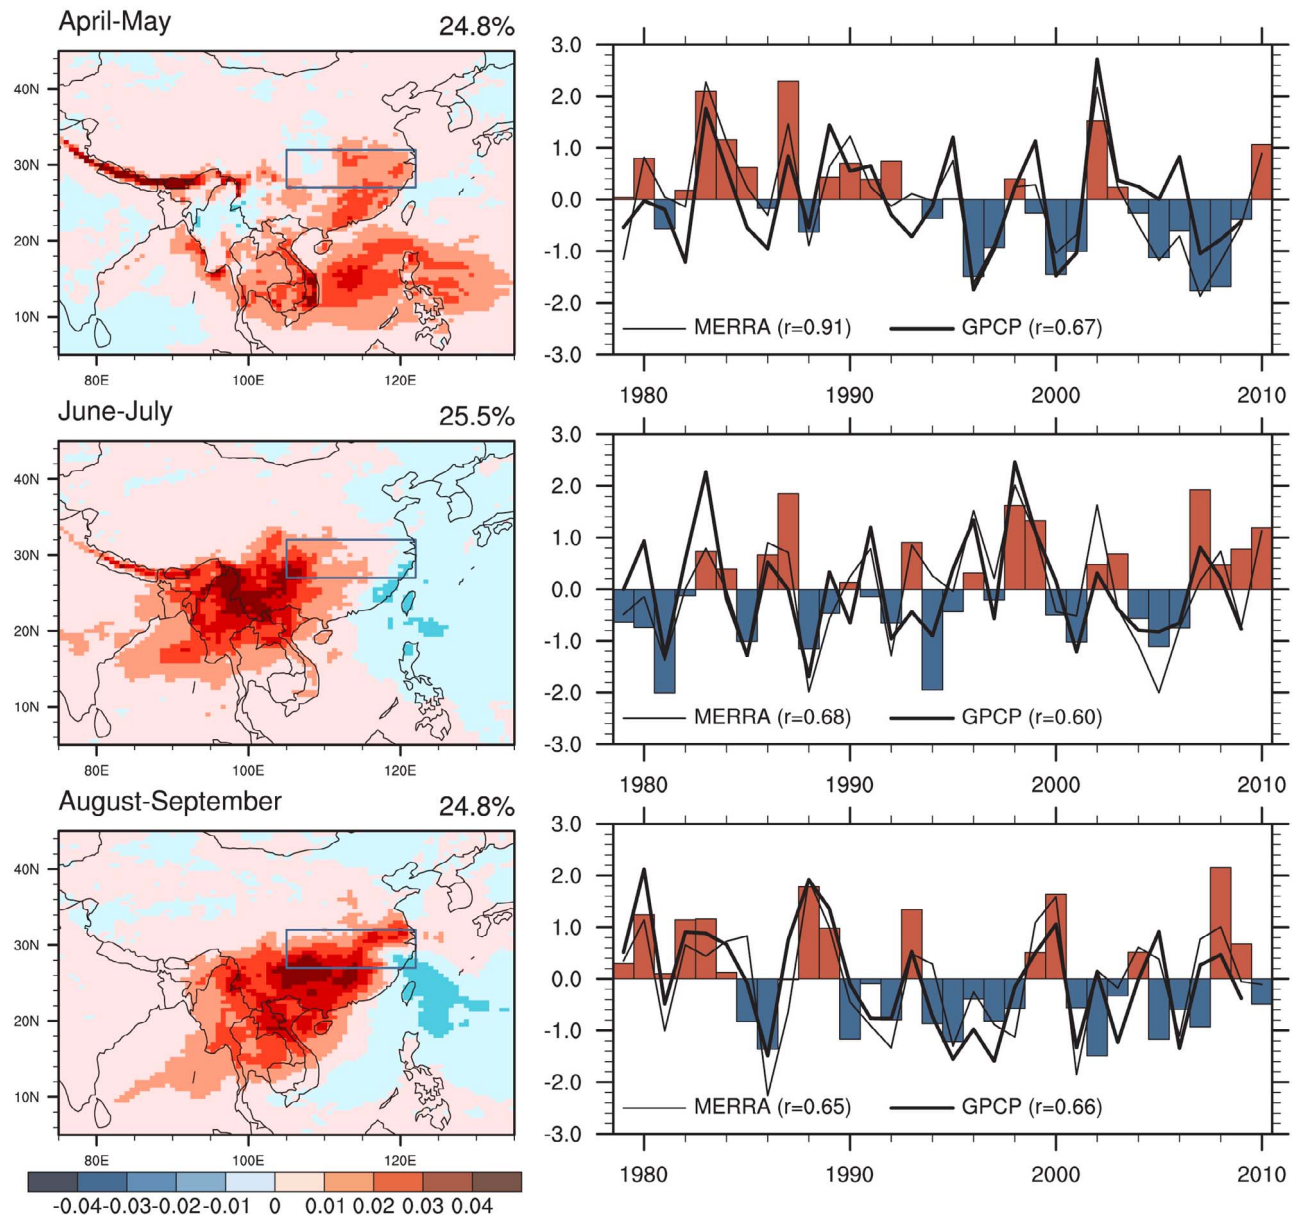 April-May 24.8%
40N
30N
20N
10N
80E 100E 120E
3.0
2.0
1.0
0.0
-1.0
-2.0
-3.0
MERRA (r=0.91) GPCP (r=0.67)
1980 1990 2000 2010
June-July 25.5%
40N
30N
20N
10N
80E 100E 120E
3.0
2.0
1.0
0.0
-1.0
-2.0
-3.0
MERRA (r=0.68) GPCP (r=0.60)
1980 1990 2000 2010
August-September 24.8%
40N
30N
20N
10N
80E 100E 120E
3.0
2.0
1.0
0.0
-1.0
-2.0
-3.0
MERRA (r=0.65) GPCP (r=0.66)
1980 1990 2000 2010
-0.04 -0.03 -0.02 -0.01 0 0.01 0.02 0.03 0.04